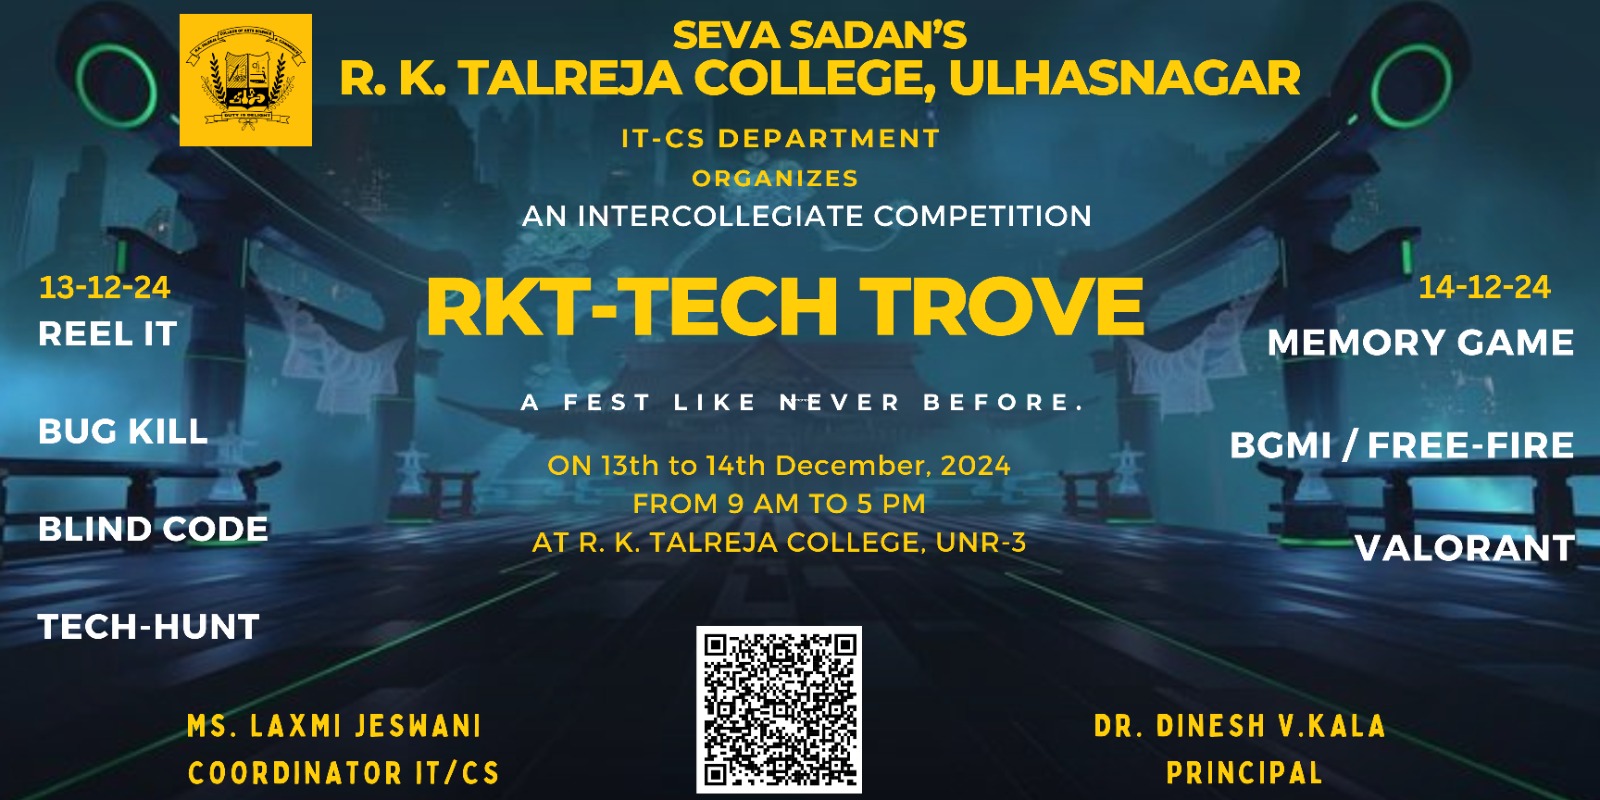 SEVA SADAN'S
R. K. TALREJA COLLEGE, ULHASNAGAR
IT-CS DEPARTMENT
ORGANIZES
AN INTERCOLLEGIATE COMPETITION
RKT-TECH TROVE
A FEST LIKE NEVER BEFORE.
ON 13th to 14th December, 2024
FROM 9 AM TO 5 PM
AT R. K. TALREJA COLLEGE, UNR-3
13-12-24
REEL IT
BUG KILL
BLIND CODE
TECH-HUNT
14-12-24
MEMORY GAME
BGMI / FREE-FIRE
VALORANT
MS. LAXMI JESWANI
COORDINATOR IT/CS
DR. DINESH V.KALA
PRINCIPAL
DUTY IS DELIGHT